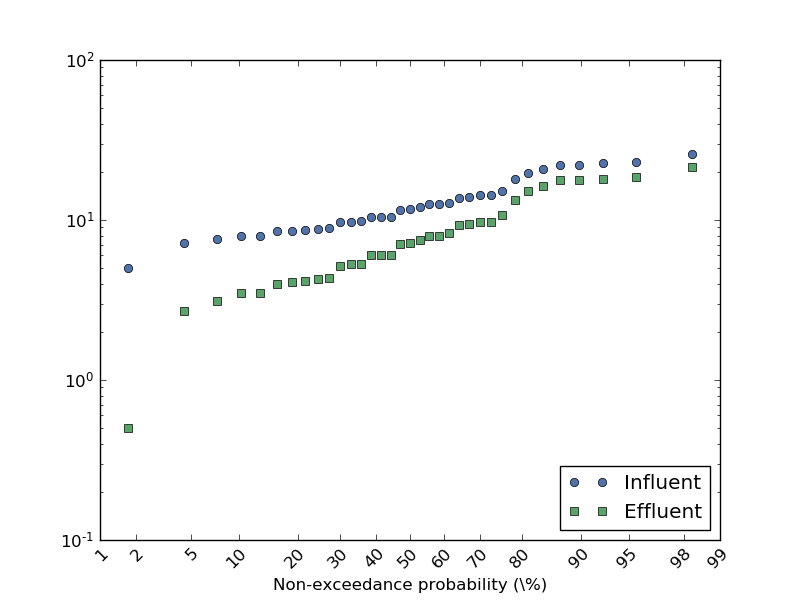 10²
10¹
10⁰
10⁻¹
Influent
Effluent
1 2 5 10 20 30 40 50 60 70 80 90 95 98 99
Non-exceedance probability (\%)